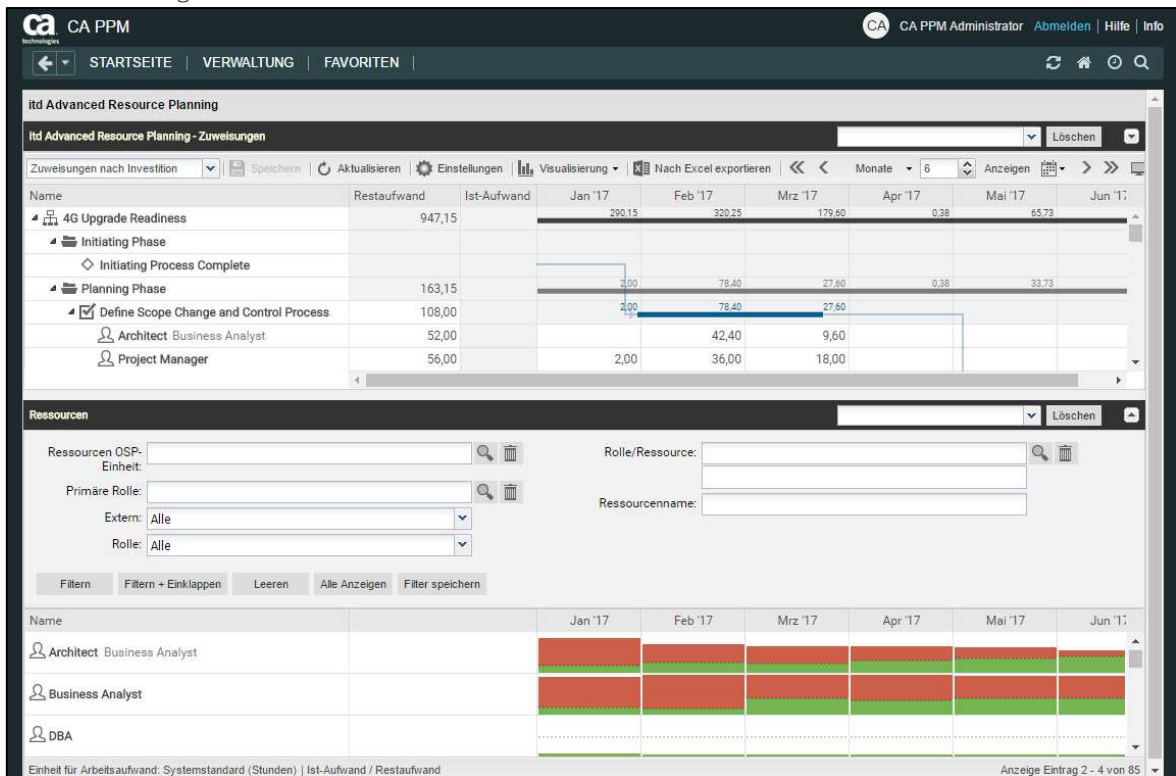 ca technologies CA PPM CA CA PPM Administrator Abmelden | Hilfe | Info
STARTSEITE | VERWALTUNG | FAVORITEN |
itd Advanced Resource Planning
itd Advanced Resource Planning - Zuweisungen Löschen
Zuweisungen nach Investition Speichern Aktualisieren Einstellungen Visualisierung Nach Excel exportieren Monate 6 Anzeigen
Name Restaufwand Ist-Aufwand Jan '17 Feb '17 Mrz '17 Apr '17 Mai '17 Jun '17
4G Upgrade Readiness 947,15 290,15 320,25 179,60 0,38 65,73
Initiating Phase
Initiating Process Complete
Planning Phase 163,15 2,00 78,40 27,60 0,38 33,73
Define Scope Change and Control Process 108,00 2,00 78,40 27,60
Architect Business Analyst 52,00 42,40 9,60
Project Manager 56,00 2,00 36,00 18,00
Ressourcen Löschen
Ressourcen OSP-
Einheit:
Rolle/Ressource:
Primäre Rolle:
Ressourcenname:
Extern: Alle
Rolle: Alle
Filtern Filtern + Einklappen Leeren Alle Anzeigen Filter speichern
Name Jan '17 Feb '17 Mrz '17 Apr '17 Mai '17 Jun '17
Architect Business Analyst
Business Analyst
DBA
Einheit für Arbeitsaufwand: Systemstandard (Stunden) | Ist-Aufwand / Restaufwand Anzeige Eintrag 2 - 4 von 85